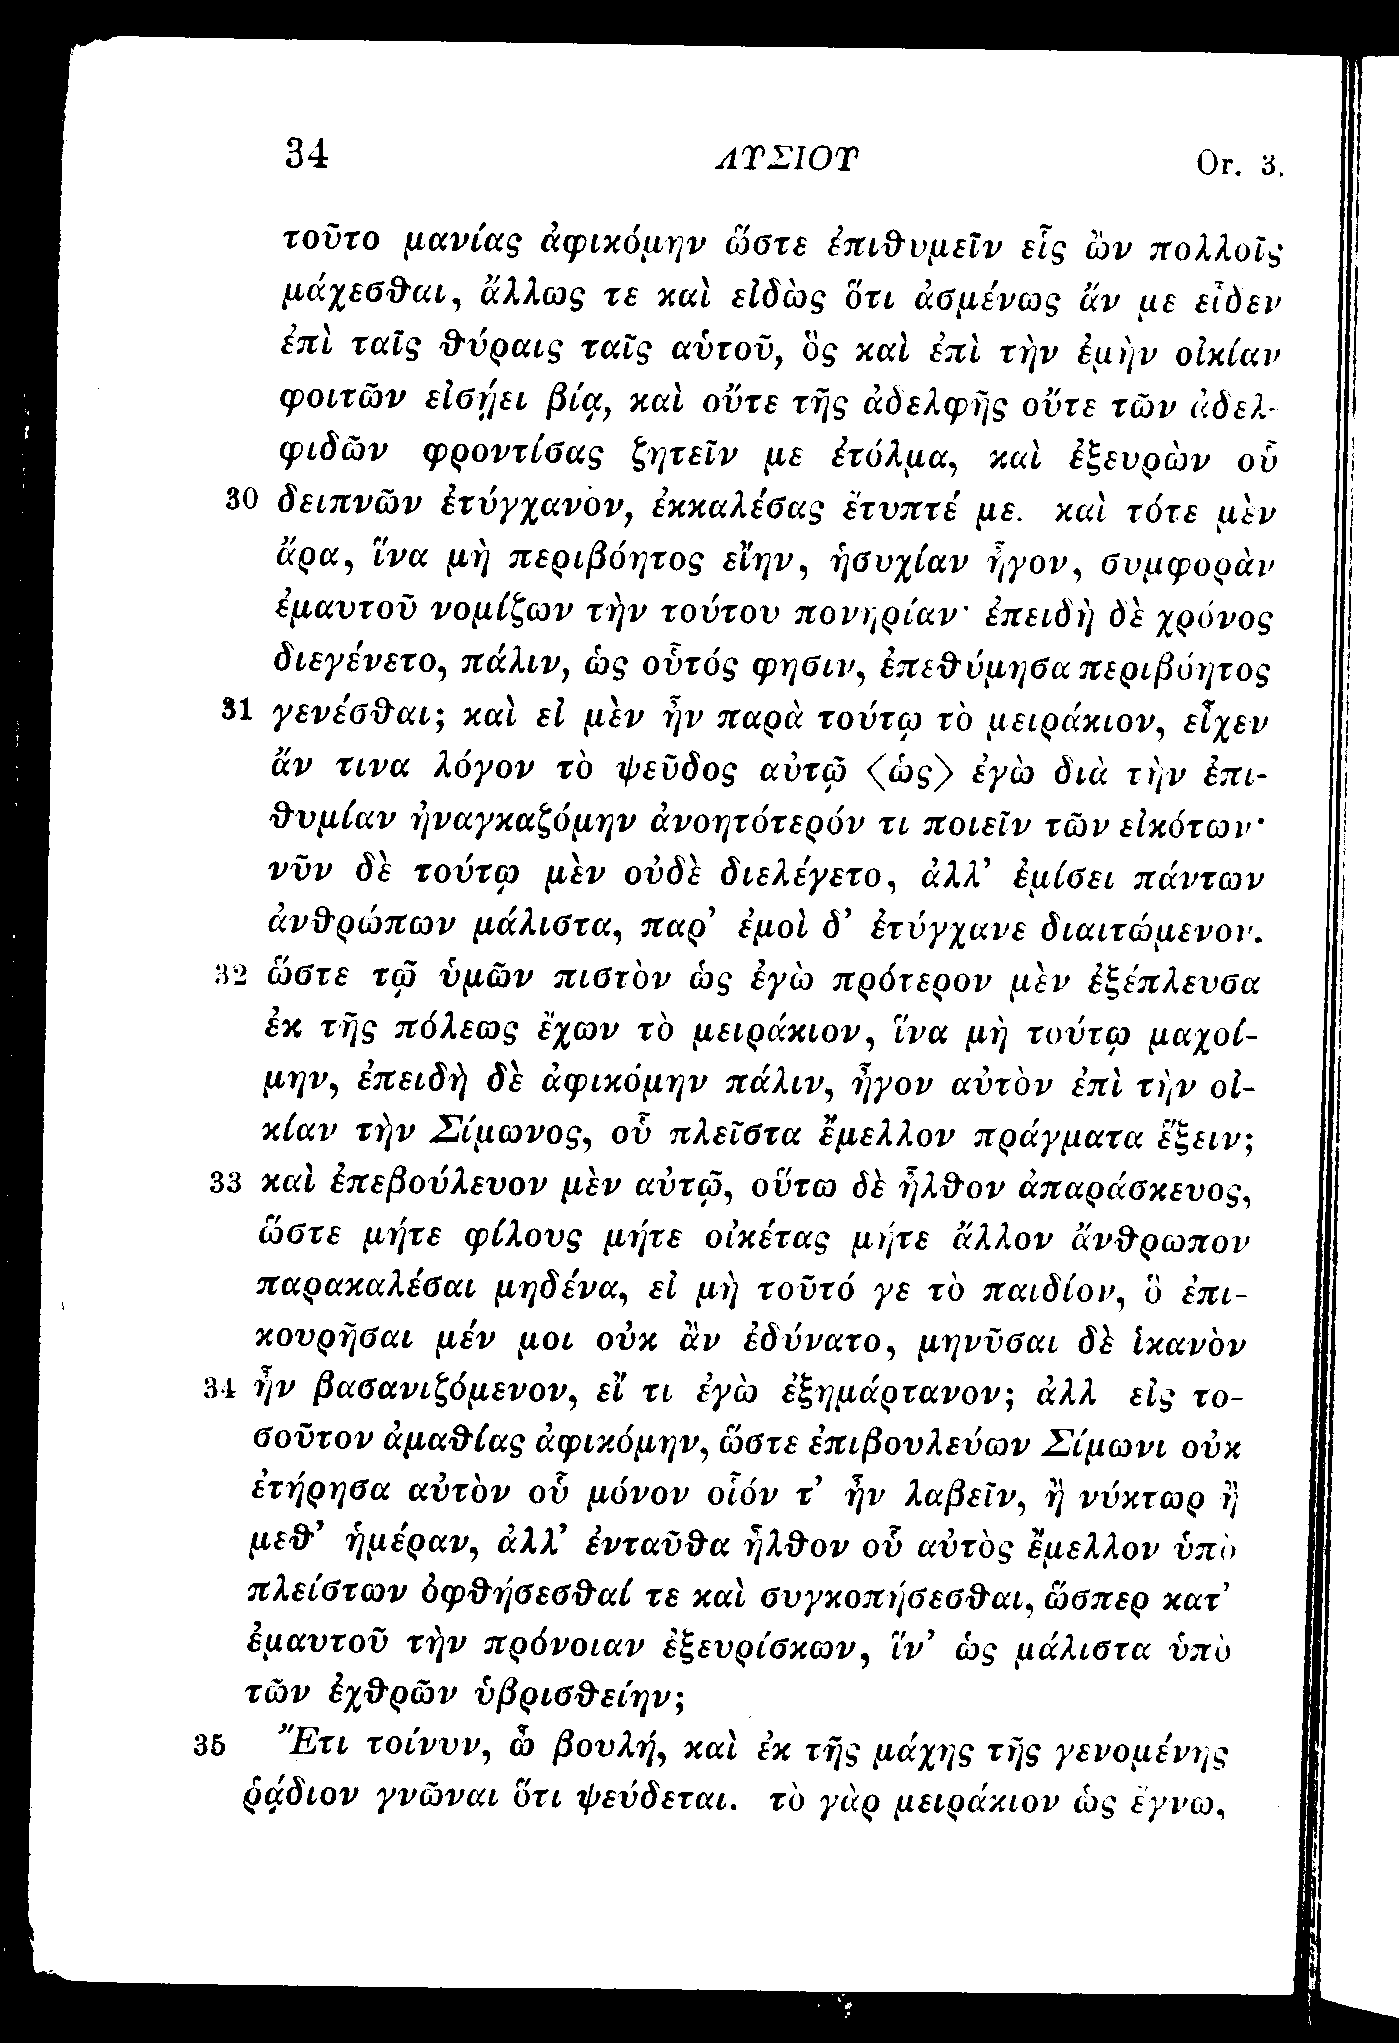 34 ΛΥΣΙΟΥ Or. 3.
τοῦτο μανίας ἀφικόμην ὥστε ἐπιθυμεῖν εἷς ὢν πολλοῖς
μάχεσθαι, ἄλλως τε καὶ εἰδὼς ὅτι ἀσμένως ἄν με εἶδεν
ἐπὶ ταῖς θύραις ταῖς αὑτοῦ, ὃς καὶ ἐπὶ τὴν ἐμὴν οἰκίαν
φοιτῶν εἰσῄει βίᾳ, καὶ οὔτε τῆς ἀδελφῆς οὔτε τῶν ἀδελ-
φιδῶν φροντίσας ζητεῖν με ἐτόλμα, καὶ ἐξευρὼν οὗ
30 δειπνῶν ἐτύγχανον, ἐκκαλέσας ἔτυπτέ με. καὶ τότε μὲν
ἄρα, ἵνα μὴ περιβόητος εἴην, ἡσυχίαν ἦγον, συμφορὰν
ἐμαυτοῦ νομίζων τὴν τούτου πονηρίαν· ἐπειδὴ δὲ χρόνος
διεγένετο, πάλιν, ὡς οὗτός φησιν, ἐπεθύμησα περιβόητος
31 γενέσθαι; καὶ εἰ μὲν ἦν παρὰ τούτῳ τὸ μειράκιον, εἶχεν
ἄν τινα λόγον τὸ ψεῦδος αὐτῷ ⟨ὡς⟩ ἐγὼ διὰ τὴν ἐπι-
θυμίαν ἠναγκαζόμην ἀνοητότερόν τι ποιεῖν τῶν εἰκότων·
νῦν δὲ τούτῳ μὲν οὐδὲ διελέγετο, ἀλλ’ ἐμίσει πάντων
ἀνθρώπων μάλιστα, παρ’ ἐμοὶ δ’ ἐτύγχανε διαιτώμενον.
32 ὥστε τῷ ὑμῶν πιστὸν ὡς ἐγὼ πρότερον μὲν ἐξέπλευσα
ἐκ τῆς πόλεως ἔχων τὸ μειράκιον, ἵνα μὴ τούτῳ μαχοί-
μην, ἐπειδὴ δὲ ἀφικόμην πάλιν, ἦγον αὐτὸν ἐπὶ τὴν οἰ-
κίαν τὴν Σίμωνος, οὗ πλεῖστα ἔμελλον πράγματα ἕξειν;
33 καὶ ἐπεβούλευον μὲν αὐτῷ, οὕτω δὲ ἦλθον ἀπαράσκευος,
ὥστε μήτε φίλους μήτε οἰκέτας μήτε ἄλλον ἄνθρωπον
παρακαλέσαι μηδένα, εἰ μὴ τοῦτό γε τὸ παιδίον, ὃ ἐπι-
κουρῆσαι μέν μοι οὐκ ἂν ἐδύνατο, μηνῦσαι δὲ ἱκανὸν
34 ἦν βασανιζόμενον, εἴ τι ἐγὼ ἐξημάρτανον; ἀλλ εἰς το-
σοῦτον ἀμαθίας ἀφικόμην, ὥστε ἐπιβουλεύων Σίμωνι οὐκ
ἐτήρησα αὐτὸν οὗ μόνον οἷόν τ’ ἦν λαβεῖν, ἢ νύκτωρ ἢ
μεθ’ ἡμέραν, ἀλλ’ ἐνταῦθα ἦλθον οὗ αὐτὸς ἔμελλον ὑπὸ
πλείστων ὀφθήσεσθαί τε καὶ συγκοπήσεσθαι, ὥσπερ κατ’
ἐμαυτοῦ τὴν πρόνοιαν ἐξευρίσκων, ἵν’ ὡς μάλιστα ὑπὸ
τῶν ἐχθρῶν ὑβρισθείην;
35 Ἔτι τοίνυν, ὦ βουλή, καὶ ἐκ τῆς μάχης τῆς γενομένης
ῥᾴδιον γνῶναι ὅτι ψεύδεται. τὸ γὰρ μειράκιον ὡς ἔγνω,